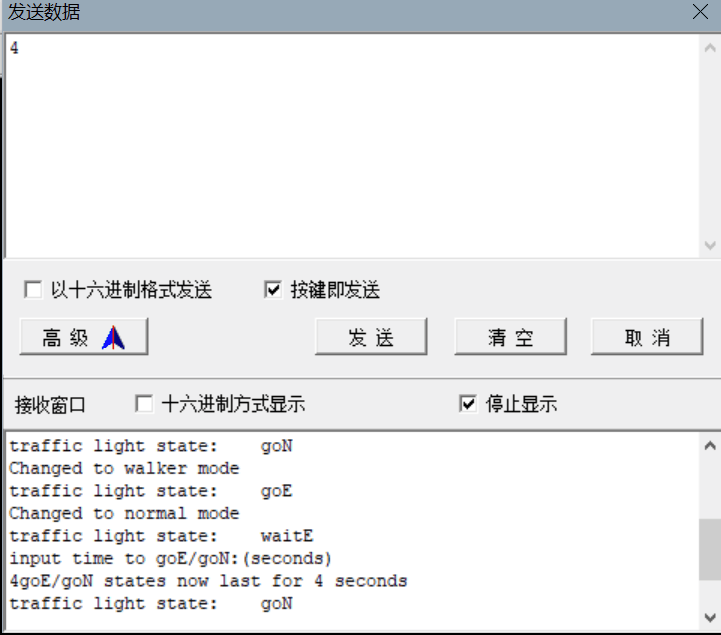 发送数据
4
以十六进制格式发送 按键即发送
高 级 发 送 清 空 取 消
接收窗口 十六进制方式显示 停止显示
traffic light state: goN
Changed to walker mode
traffic light state: goE
Changed to normal mode
traffic light state: waitE
input time to goE/goN:(seconds)
4goE/goN states now last for 4 seconds
traffic light state: goN